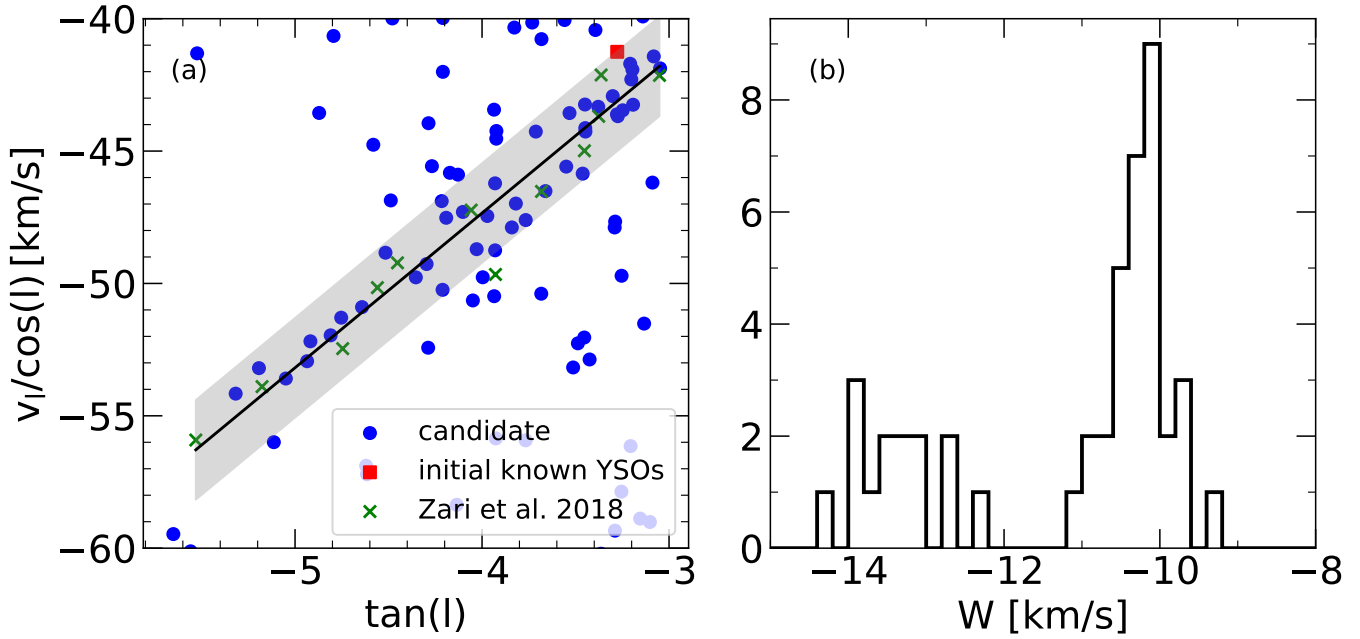 (a)
v_l/cos(l) [km/s]
−40
−45
−50
−55
−60
−5
−4
−3
tan(l)
candidate
initial known YSOs
Zari et al. 2018
(b)
8
6
4
2
0
−14
−12
−10
−8
W [km/s]